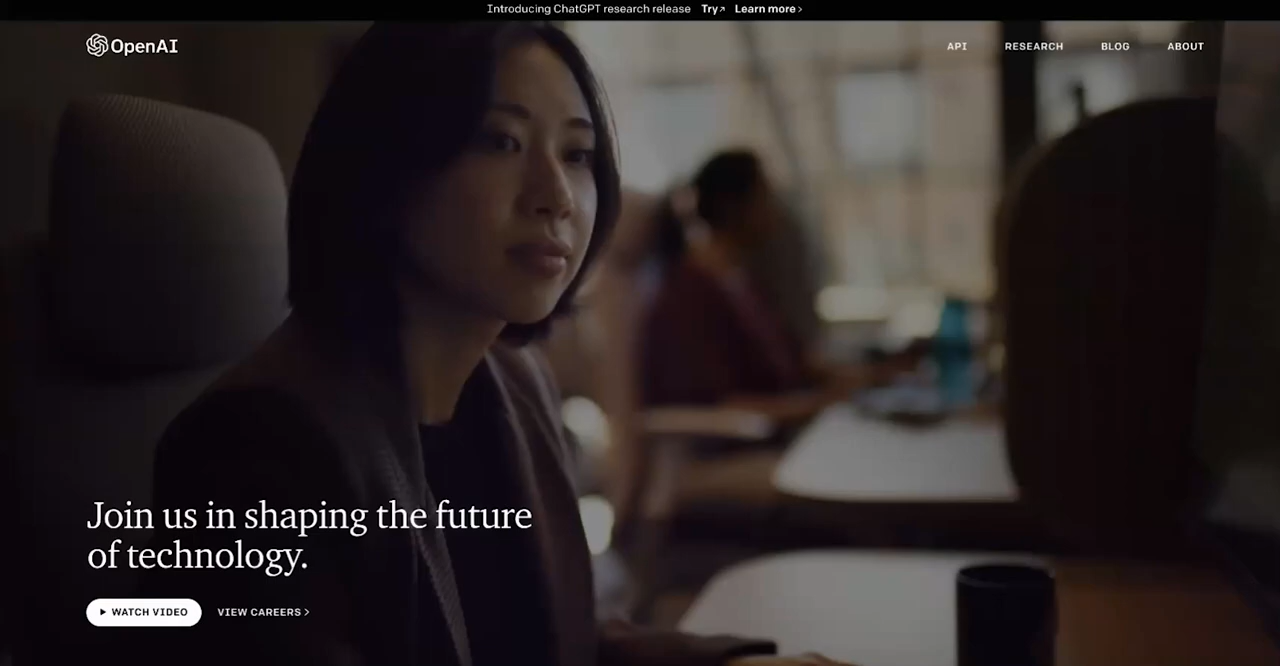 Introducing ChatGPT research release Try↗ Learn more >
OpenAI
API RESEARCH BLOG ABOUT
Join us in shaping the future
of technology.
WATCH VIDEO VIEW CAREERS >